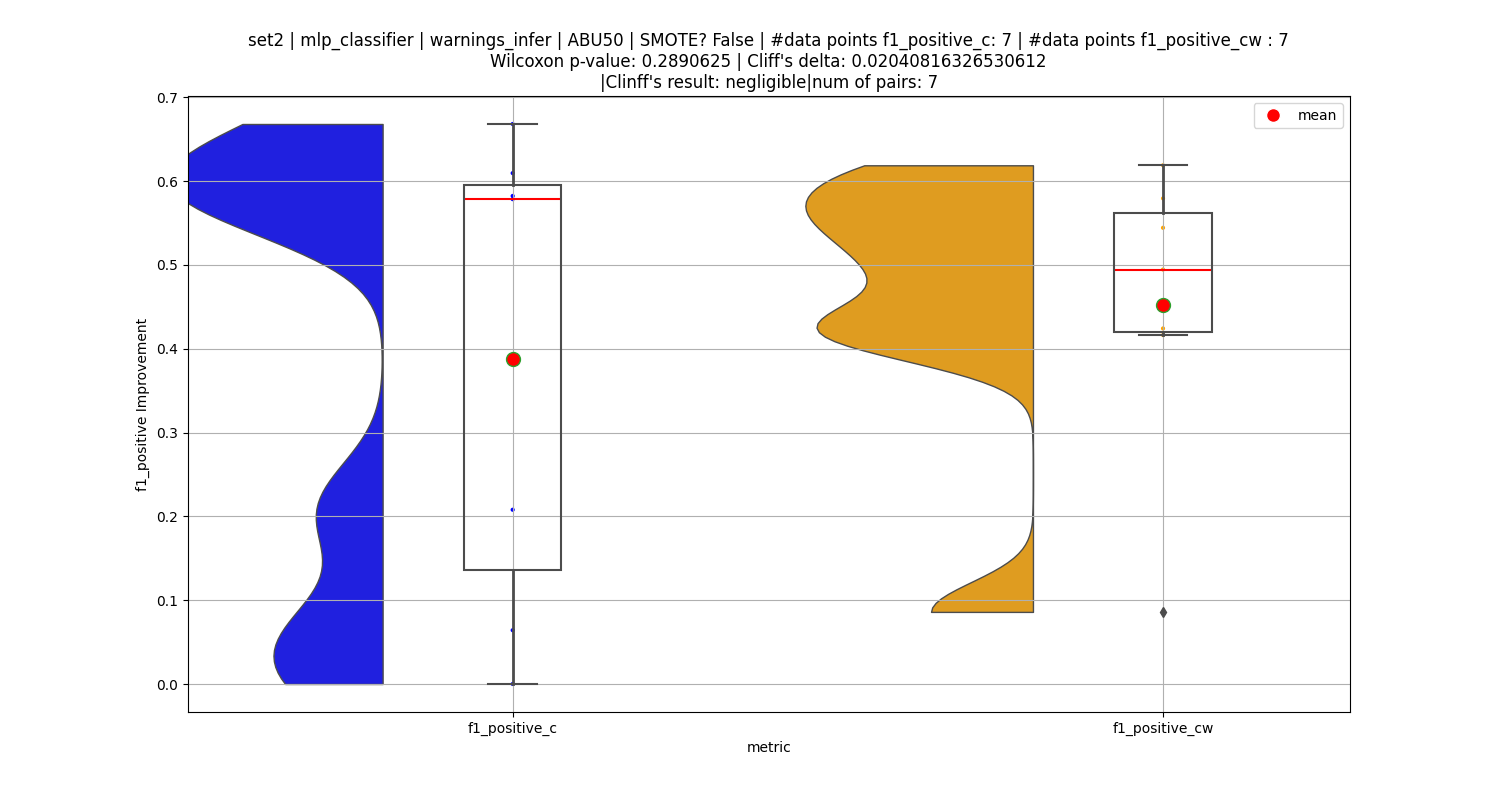 set2 | mlp_classifier | warnings_infer | ABU50 | SMOTE? False | #data points f1_positive_c: 7 | #data points f1_positive_cw : 7
Wilcoxon p-value: 0.2890625 | Cliff's delta: 0.02040816326530612
|Clinff's result: negligible|num of pairs: 7
mean
0.7
0.6
0.5
0.4
0.3
0.2
0.1
0.0
f1_positive Improvement
f1_positive_c
f1_positive_cw
metric